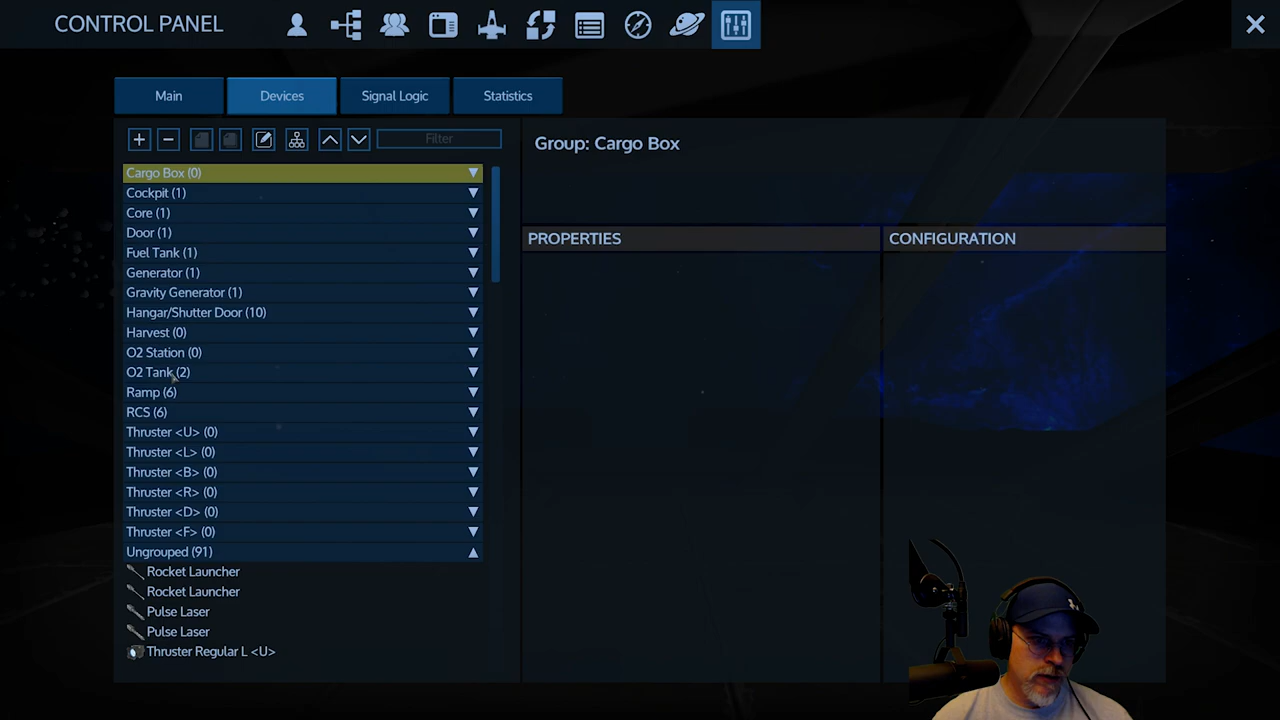 CONTROL PANEL
Main
Devices
Signal Logic
Statistics
Filter
Cargo Box (0)
Cockpit (1)
Core (1)
Door (1)
Fuel Tank (1)
Generator (1)
Gravity Generator (1)
Hangar/Shutter Door (10)
Harvest (0)
O2 Station (0)
O2 Tank (2)
Ramp (6)
RCS (6)
Thruster <U> (0)
Thruster <L> (0)
Thruster <B> (0)
Thruster <R> (0)
Thruster <D> (0)
Thruster <F> (0)
Ungrouped (91)
Rocket Launcher
Rocket Launcher
Pulse Laser
Pulse Laser
Thruster Regular L <U>
Group: Cargo Box
PROPERTIES
CONFIGURATION